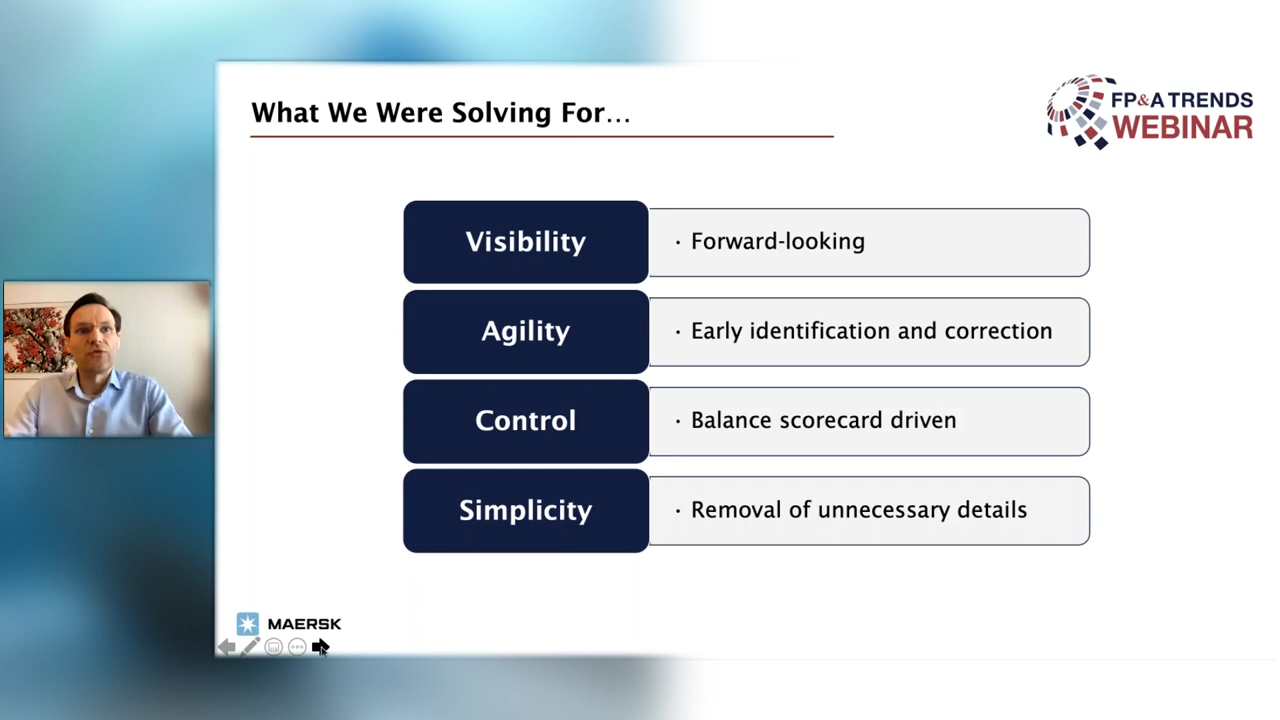 What We Were Solving For...
FP&A TRENDS
WEBINAR
Visibility
· Forward-looking
Agility
· Early identification and correction
Control
· Balance scorecard driven
Simplicity
· Removal of unnecessary details
MAERSK